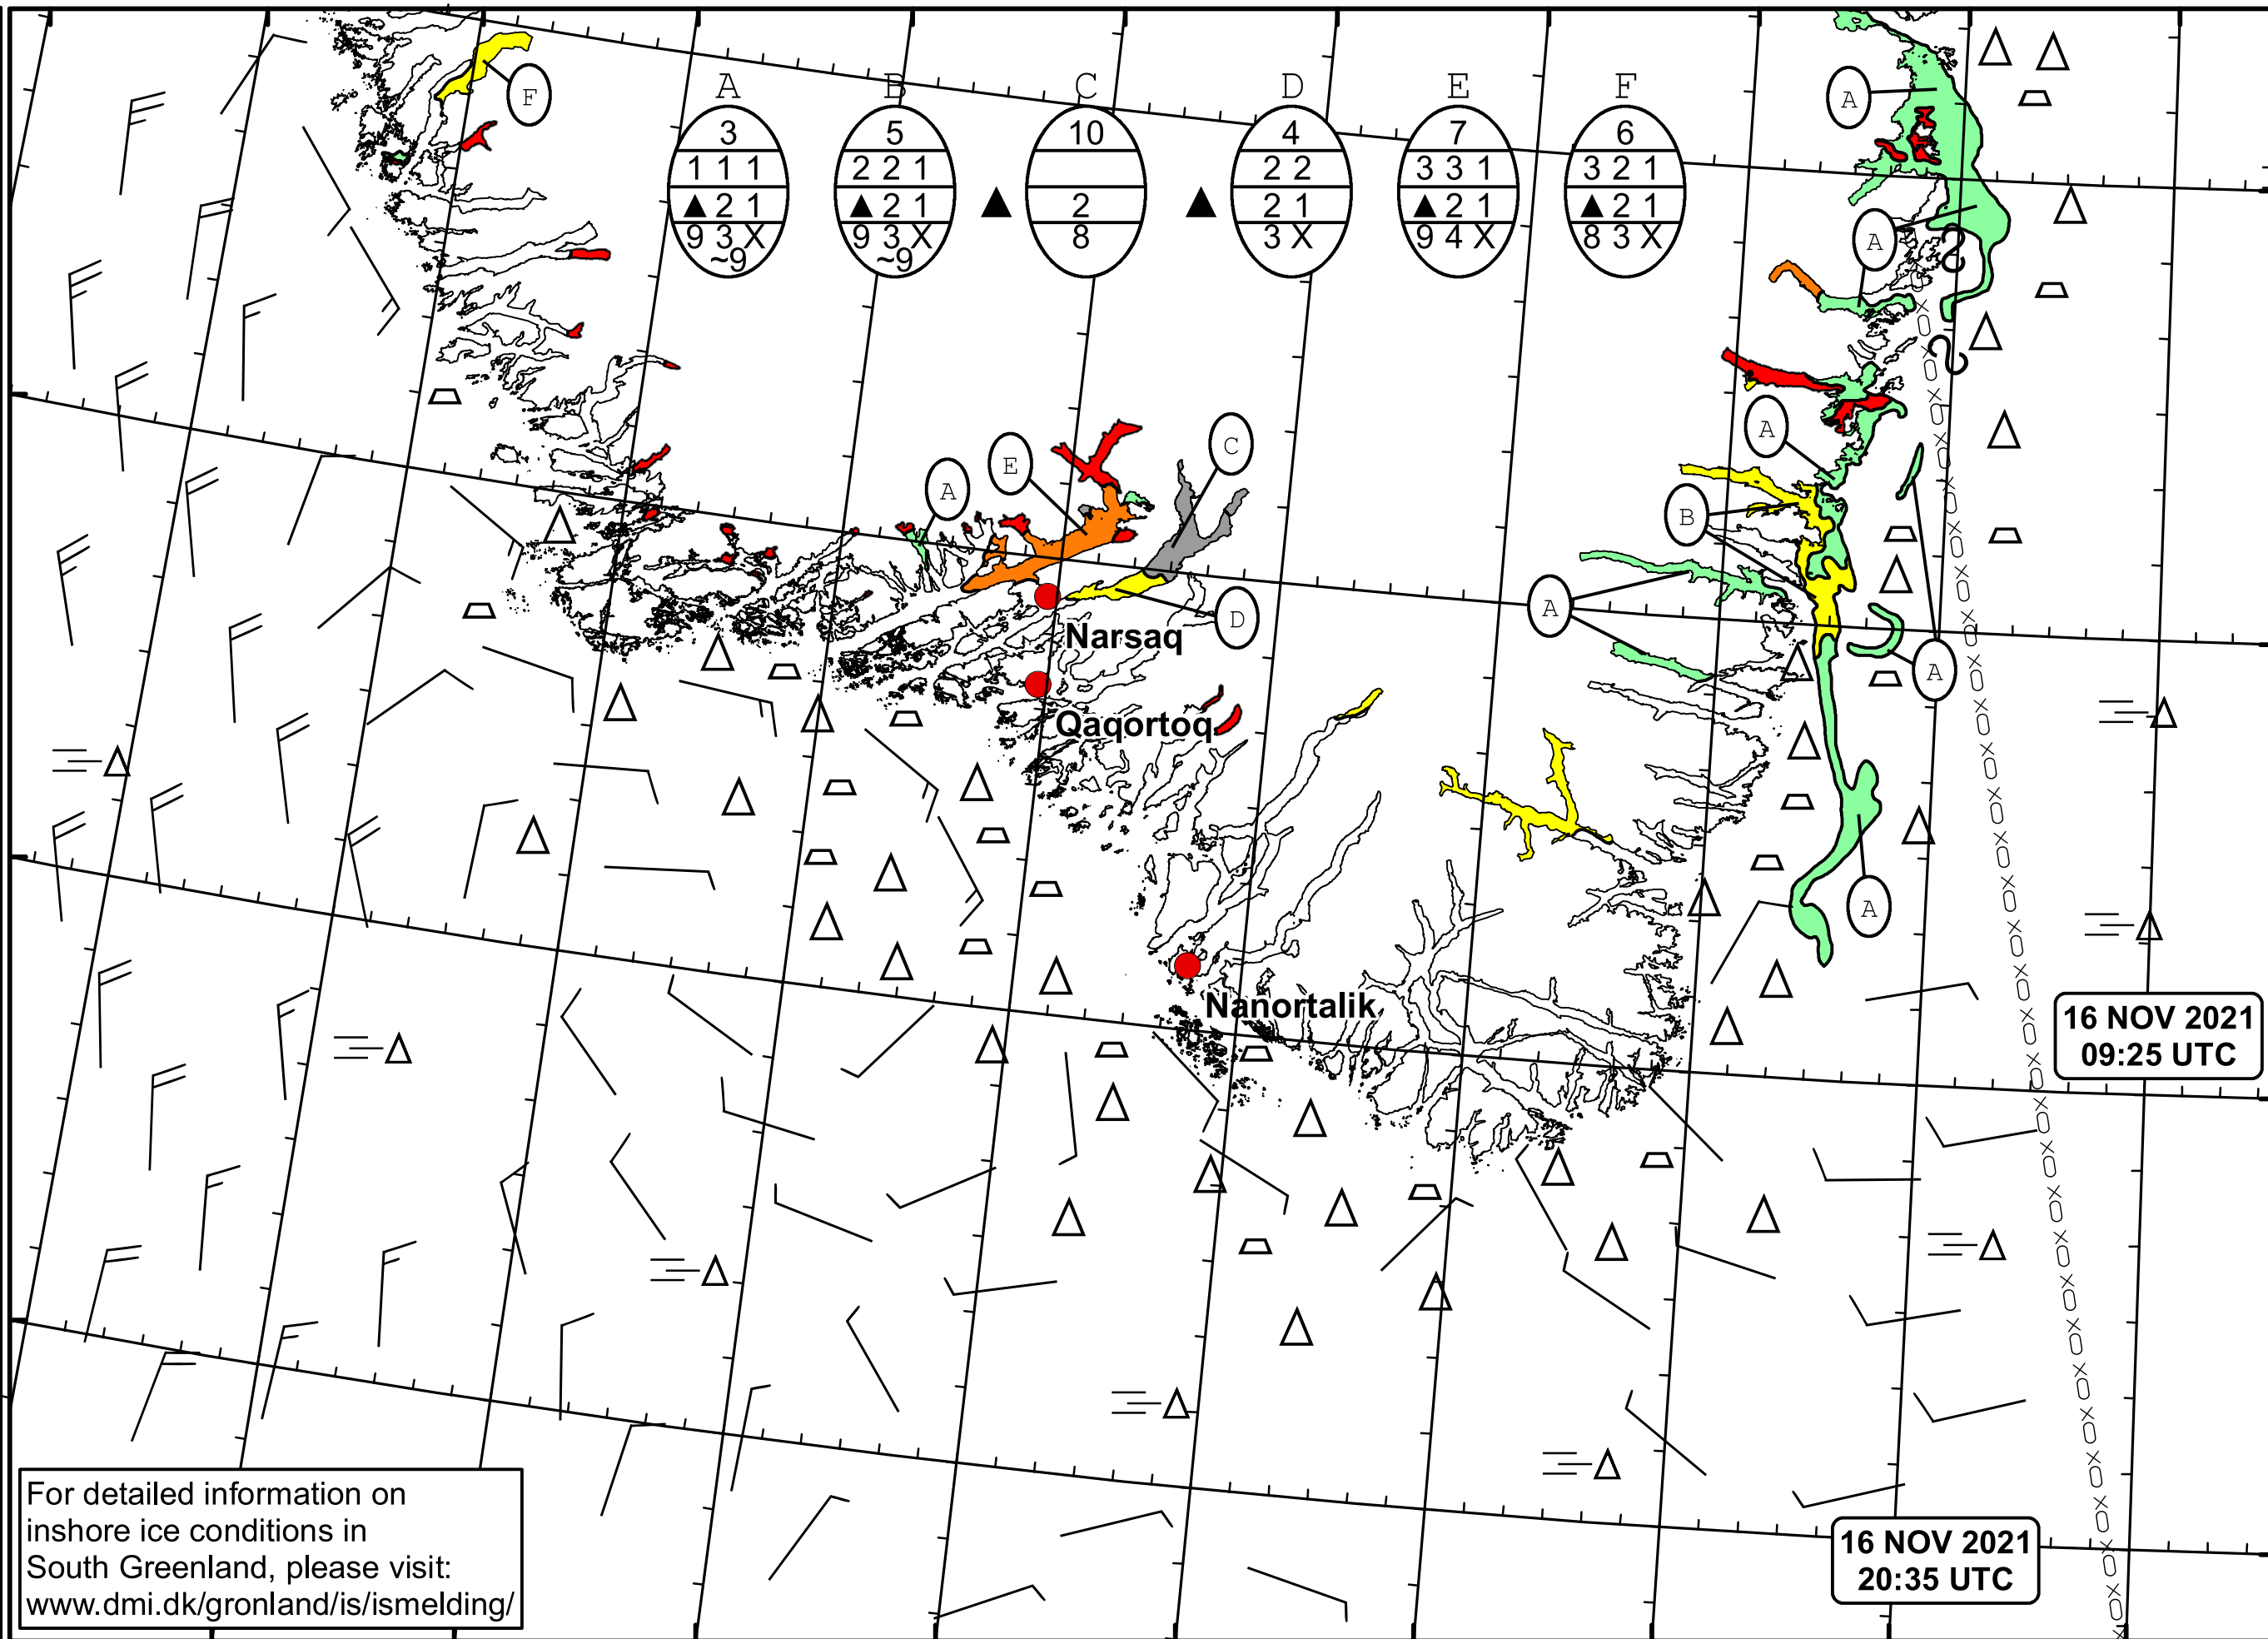 A B C D E F
3 5 10 4 7 6
1 1 1 2 2 1 2 2 3 3 1 3 2 1
▲ 2 1 ▲ 2 1 ▲ 2 ▲ 2 1 ▲ 2 1 ▲ 2 1
9 3 X 9 3 X 8 3 X 9 4 X 8 3 X
~9 ~9
F
A
A
A
C
E
A
B
A
D
A
A
Narsaq
Qaqortoq
Nanortalik
16 NOV 2021
09:25 UTC
16 NOV 2021
20:35 UTC
For detailed information on
inshore ice conditions in
South Greenland, please visit:
www.dmi.dk/gronland/is/ismelding/